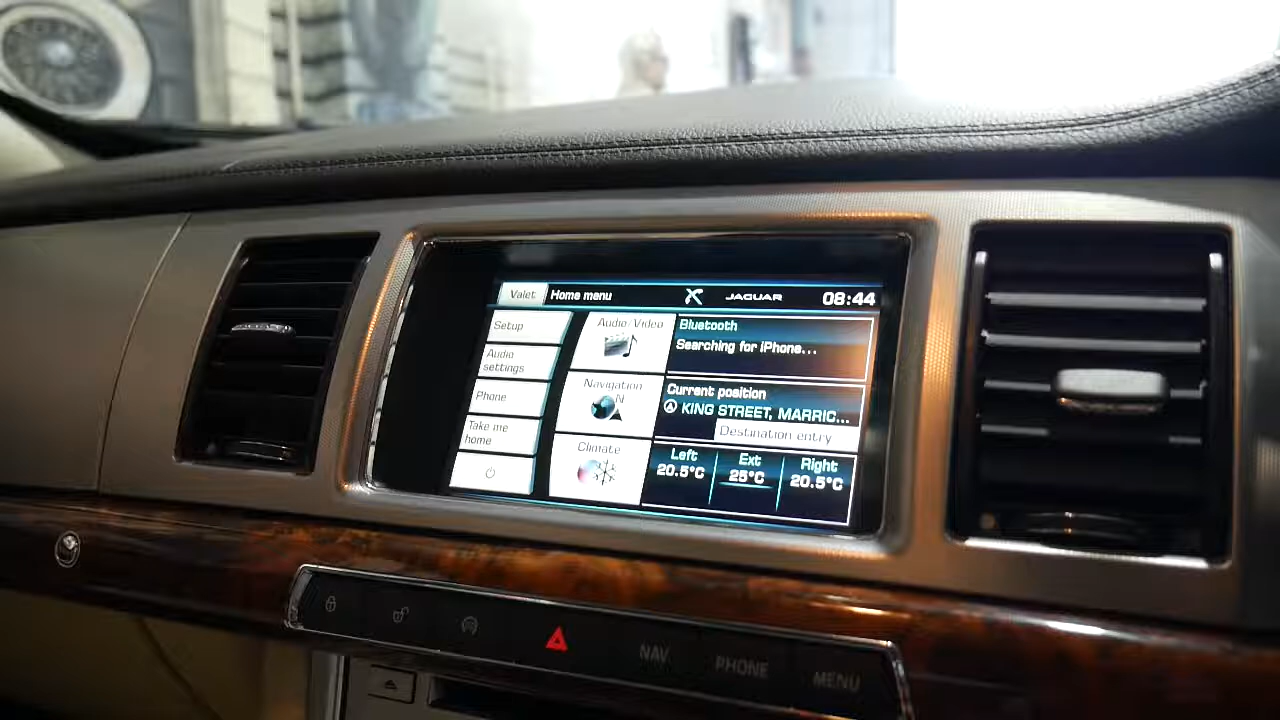 Valet Home menu JAGUAR 08:44
Setup
Audio
settings
Phone
Take me
home
Audio/Video
Navigation
N
Climate
Bluetooth
Searching for iPhone...
Current position
KING STREET, MARRIC...
Destination entry
Left Ext Right
20.5°C 25°C 20.5°C
NAV PHONE MENU